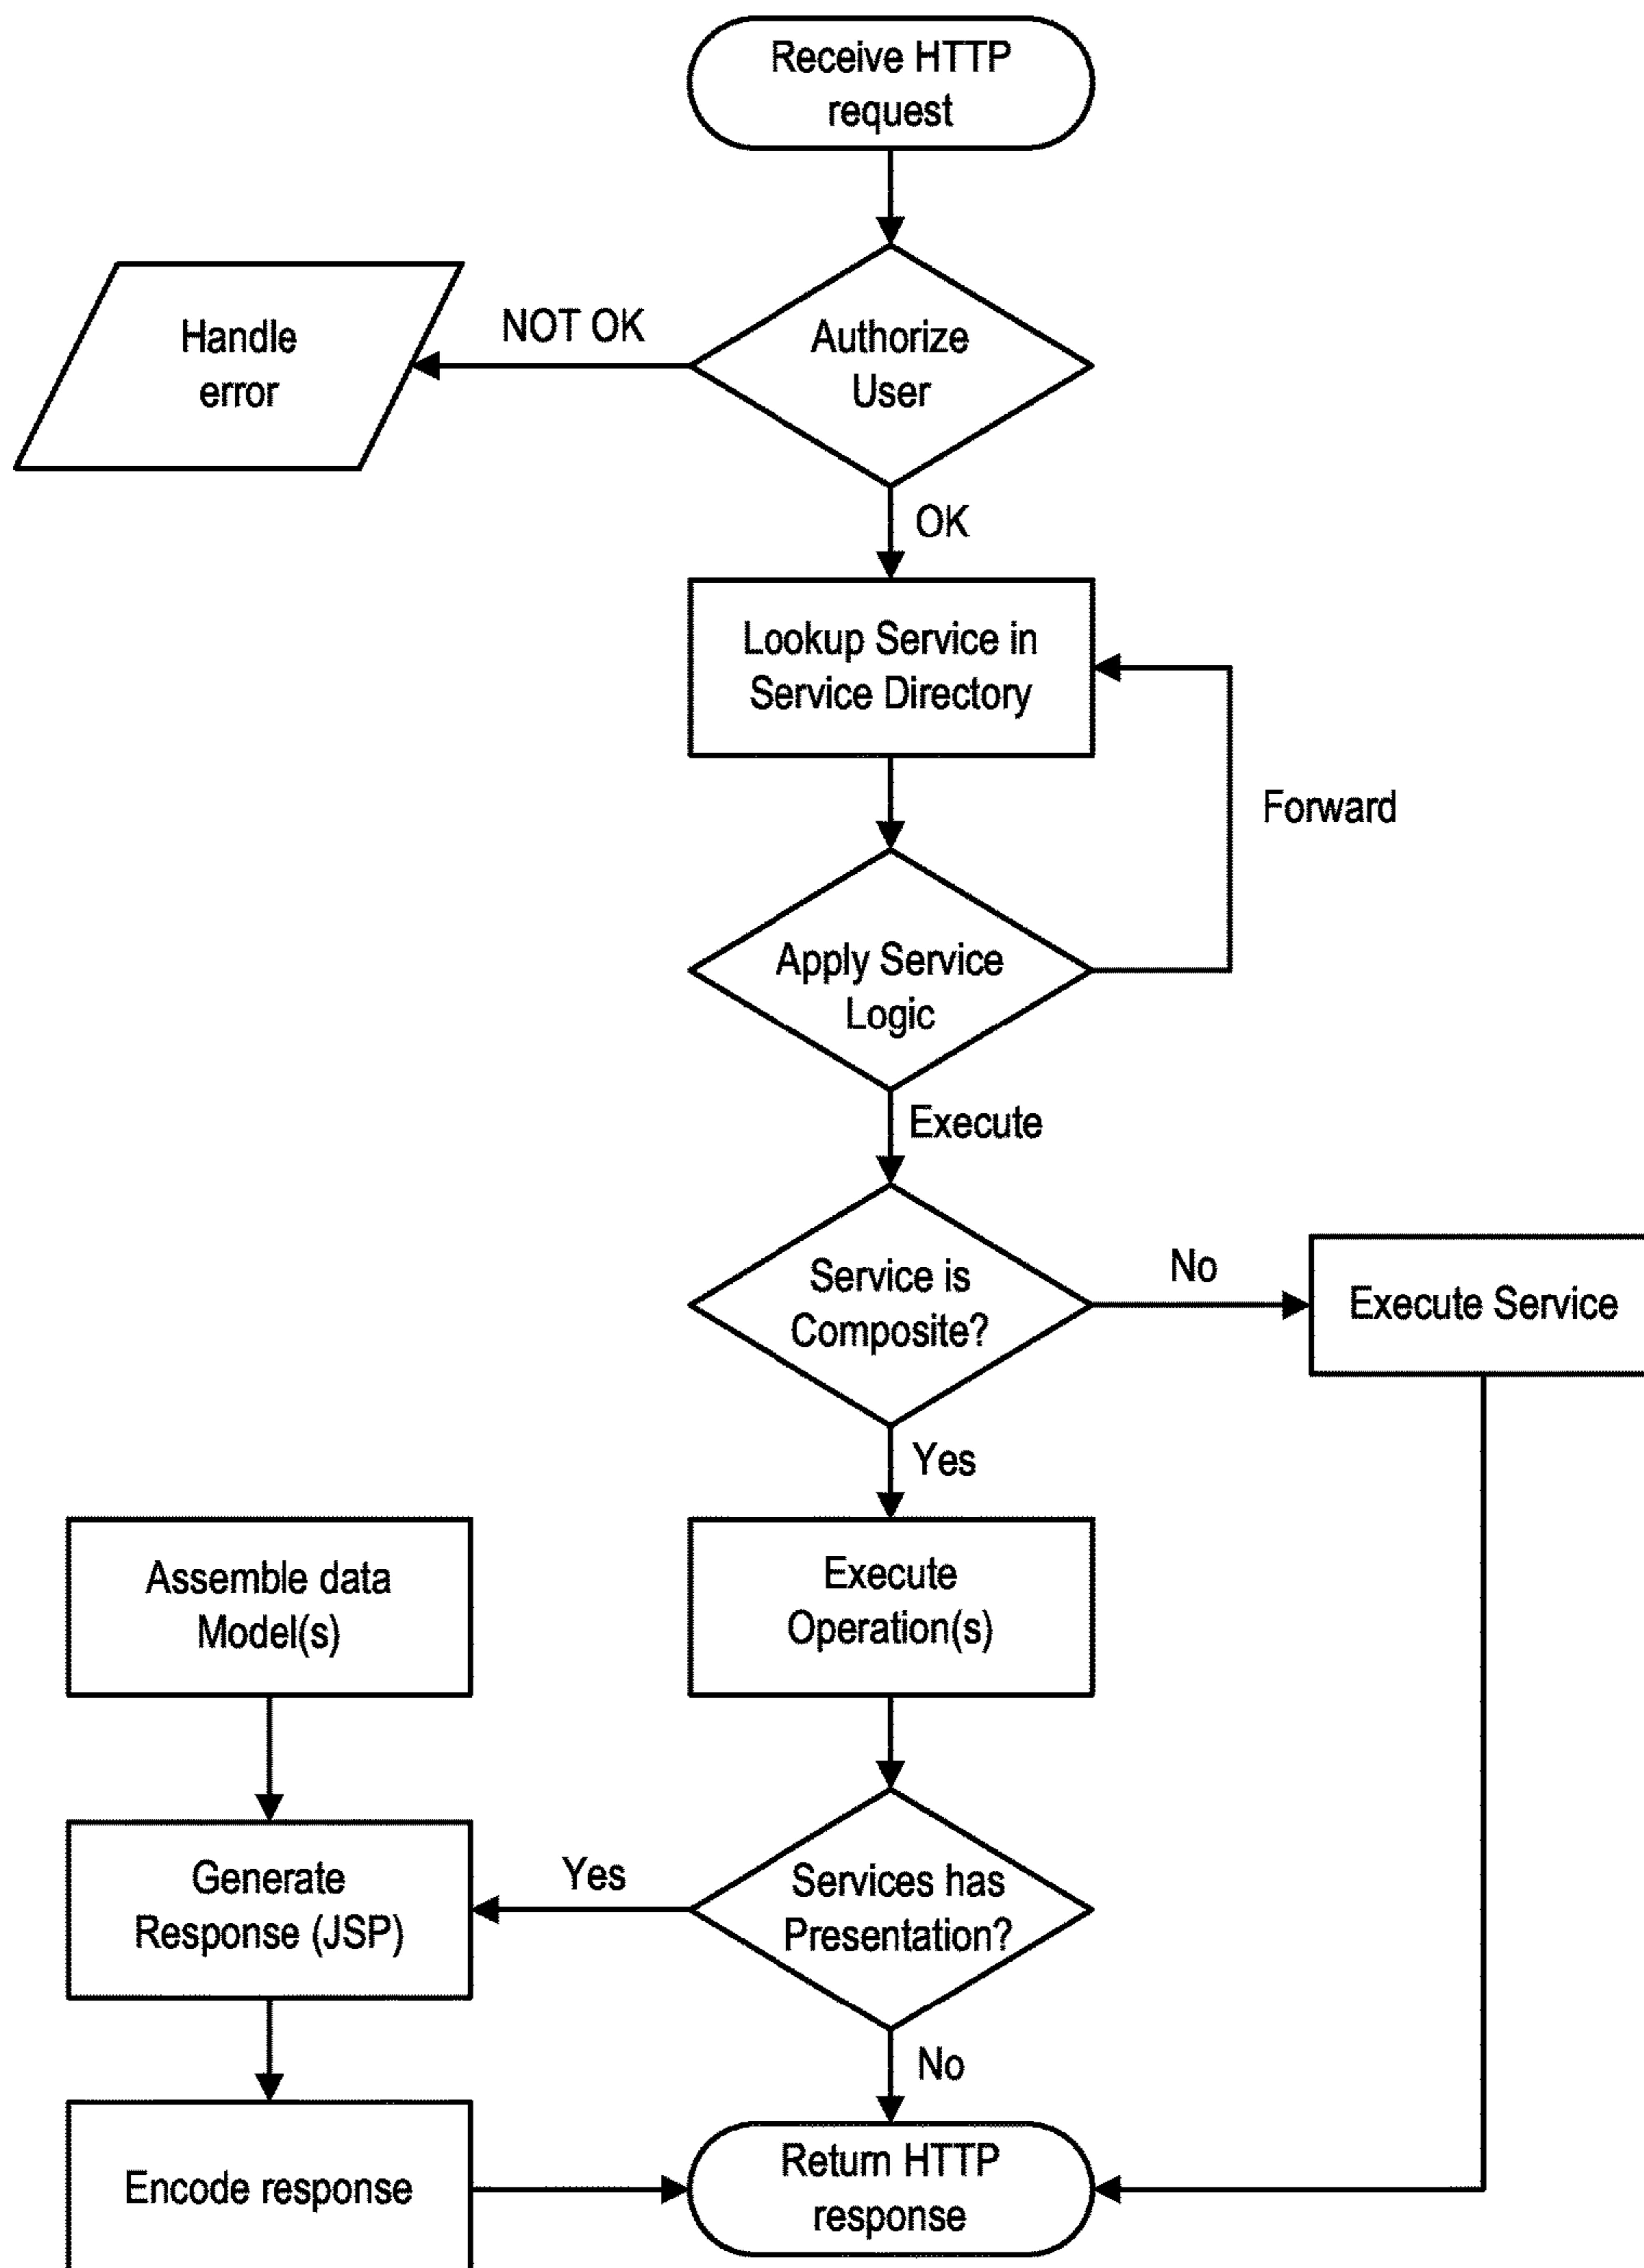 Receive HTTP
request
NOT OK
Handle
error
Authorize
User
OK
Lookup Service in
Service Directory
Forward
Apply Service
Logic
Execute
Service is
Composite?
No
Execute Service
Yes
Assemble data
Model(s)
Execute
Operation(s)
Generate
Response (JSP)
Yes
Services has
Presentation?
No
Encode response
Return HTTP
response